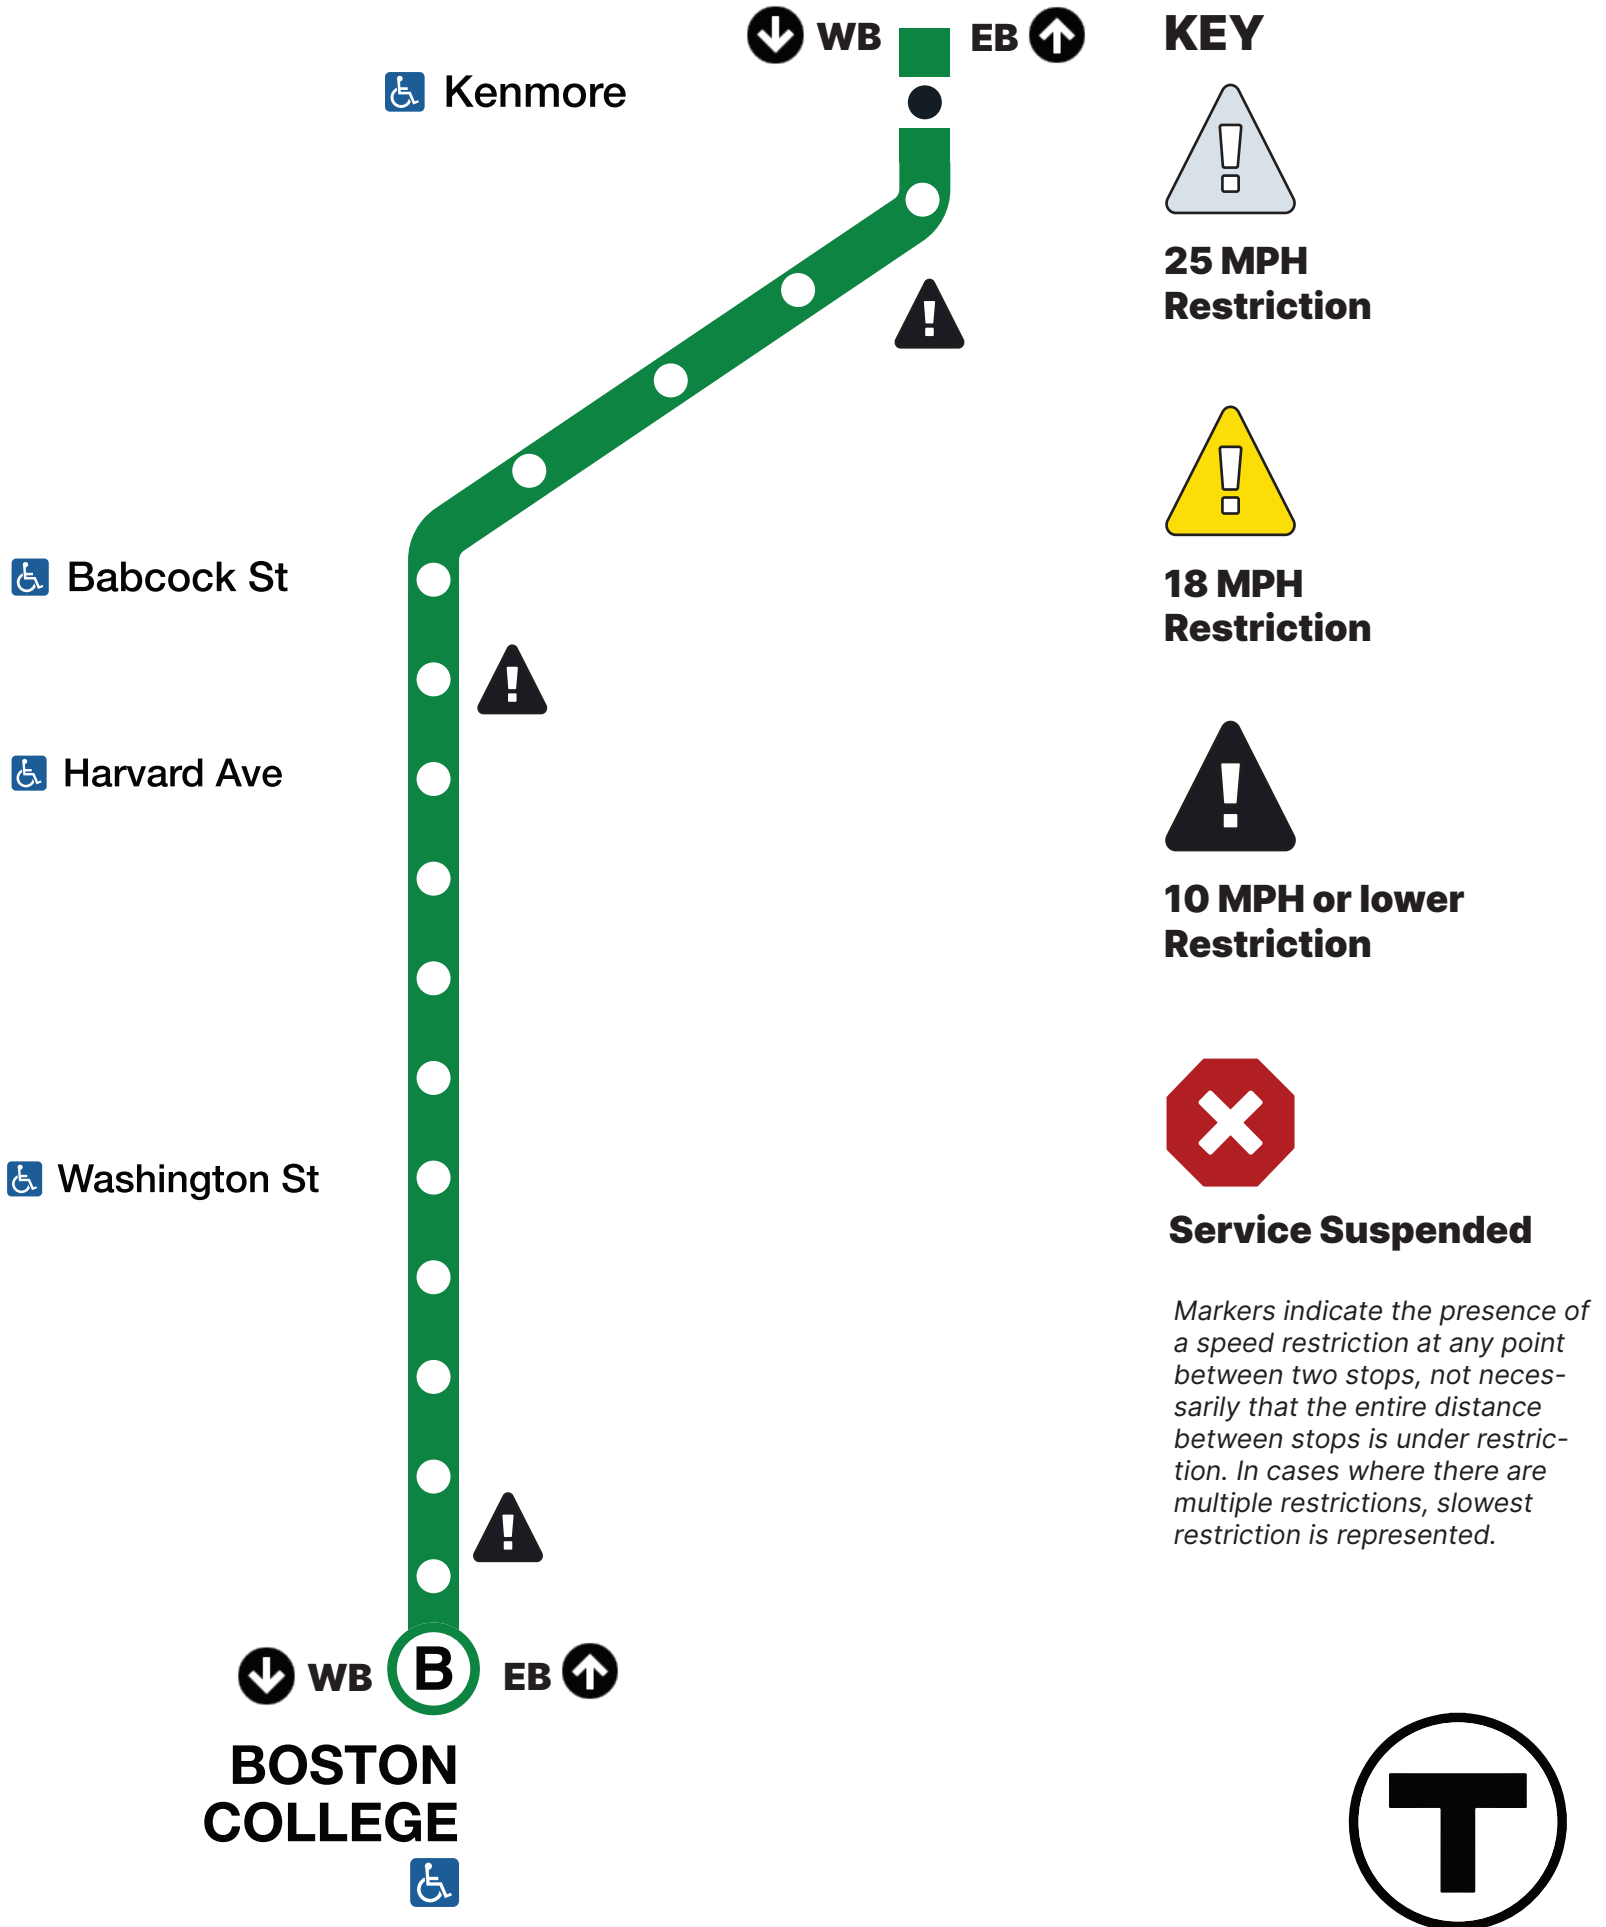 WB
EB
KEY
Kenmore
25 MPH
Restriction
18 MPH
Restriction
Babcock St
Harvard Ave
10 MPH or lower
Restriction
Washington St
Service Suspended
Markers indicate the presence of
a speed restriction at any point
between two stops, not neces-
sarily that the entire distance
between stops is under restric-
tion. In cases where there are
multiple restrictions, slowest
restriction is represented.
WB
B
EB
BOSTON
COLLEGE
T